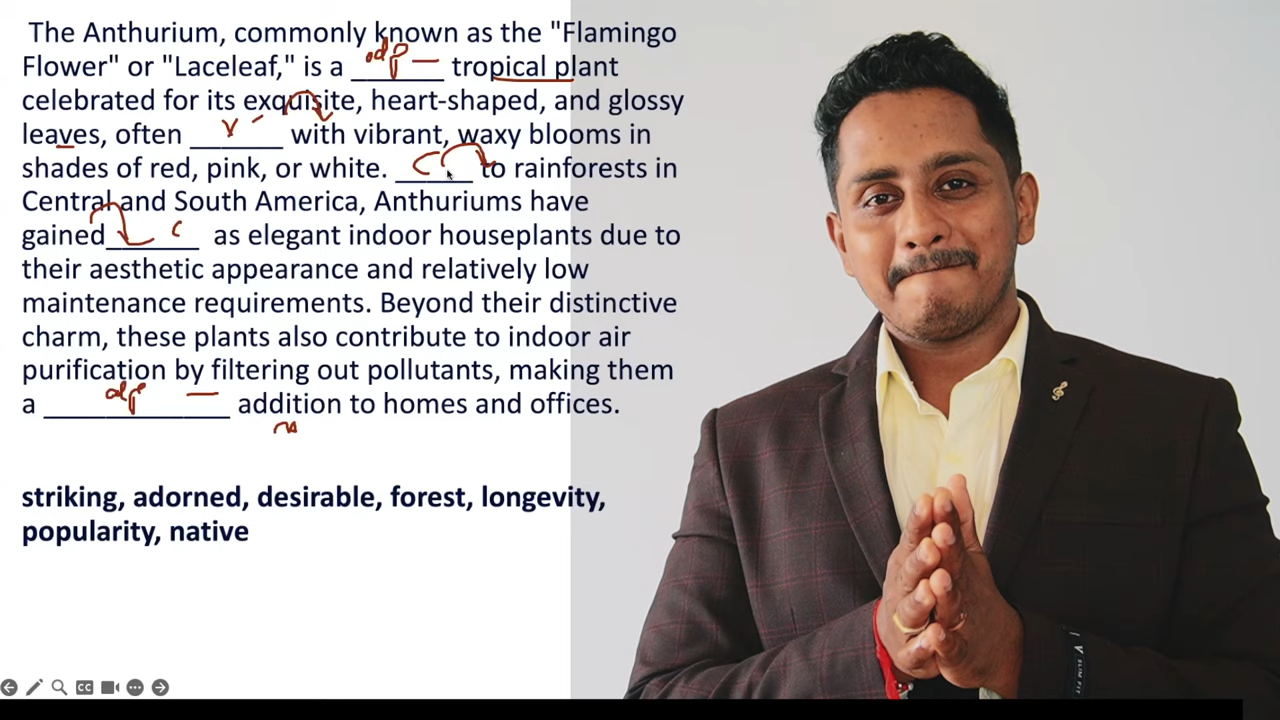 The Anthurium, commonly known as the "Flamingo
Flower" or "Laceleaf," is a _______ tropical plant
celebrated for its exquisite, heart-shaped, and glossy
leaves, often _______ with vibrant, waxy blooms in
shades of red, pink, or white. ______ to rainforests in
Central and South America, Anthuriums have
gained_______ as elegant indoor houseplants due to
their aesthetic appearance and relatively low
maintenance requirements. Beyond their distinctive
charm, these plants also contribute to indoor air
purification by filtering out pollutants, making them
a ______________ addition to homes and offices.
striking, adorned, desirable, forest, longevity,
popularity, native